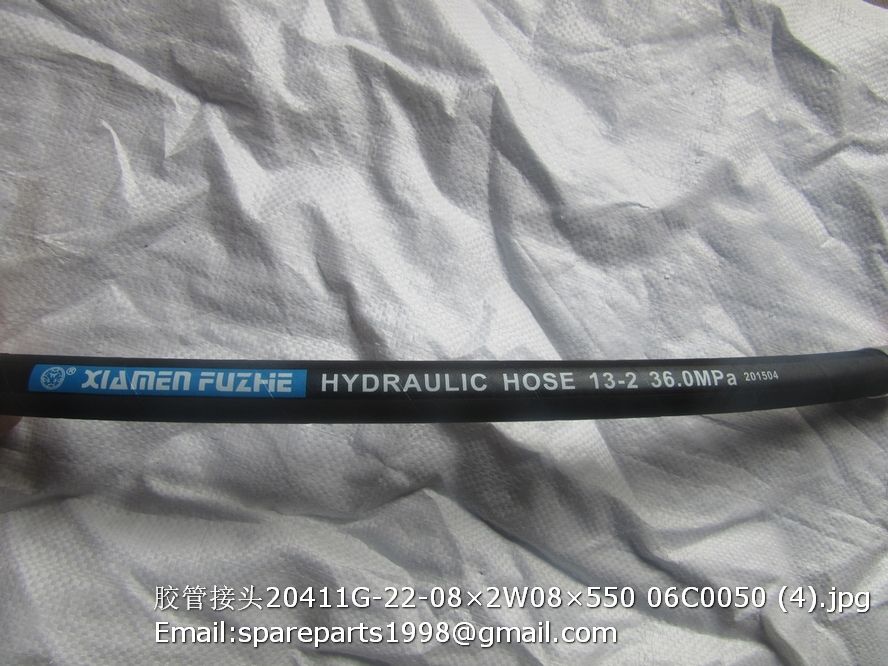 ® XIAMEN FUZHE HYDRAULIC HOSE 13-2 36.0MPa 201504
胶管接头20411G-22-08×2W08×550 06C0050 (4).jpg
Email:spareparts1998@gmail.com